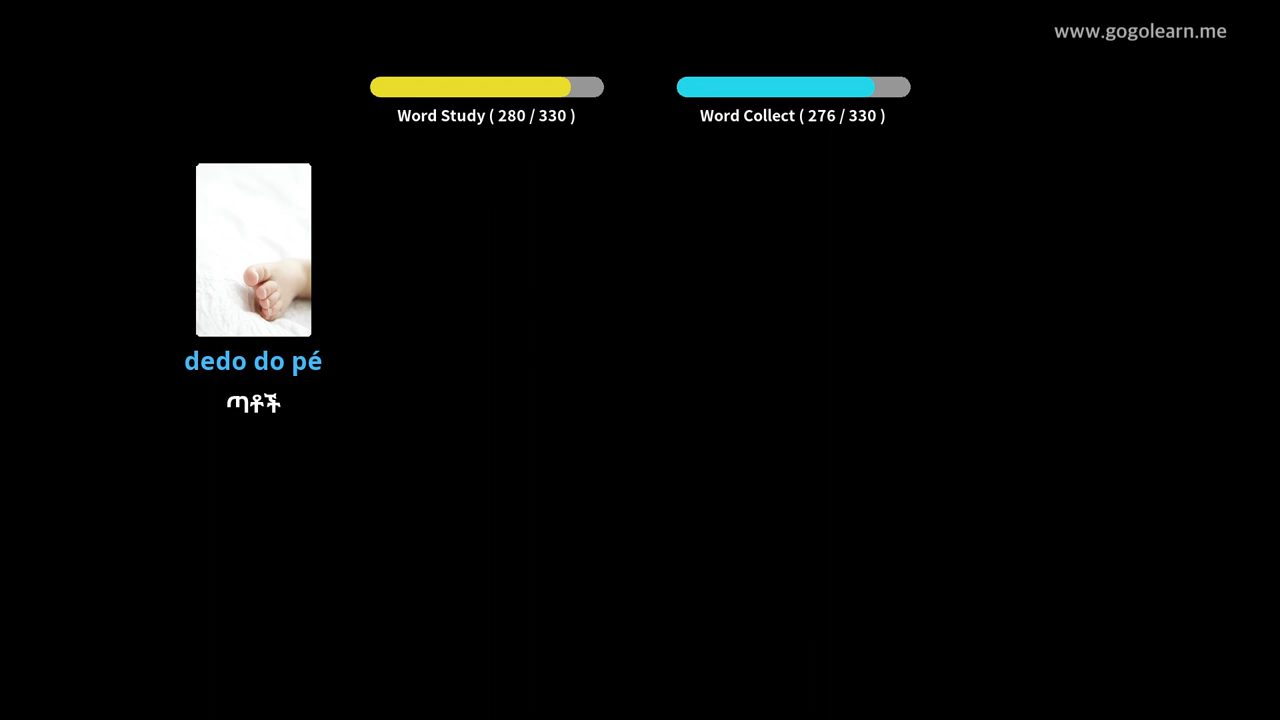 www.gogolearn.me
Word Study ( 280 / 330 )
Word Collect ( 276 / 330 )
dedo do pé
ጣቶች